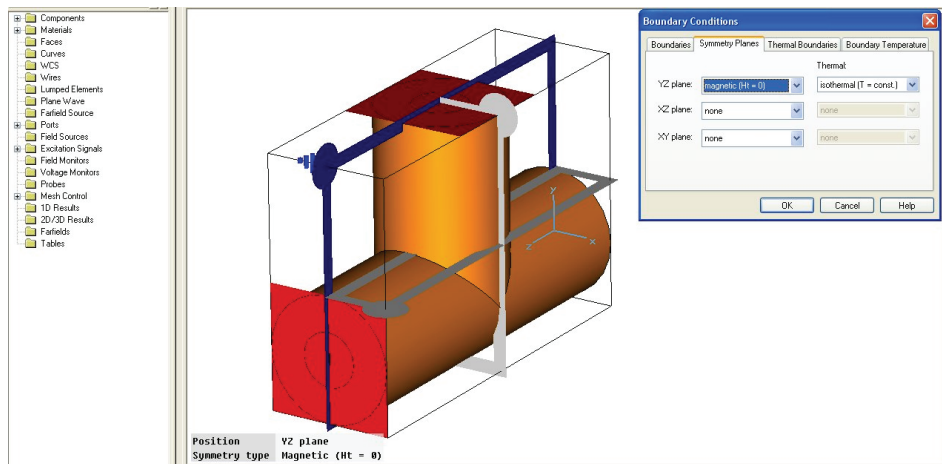 Components
Materials
Faces
Curves
WCS
Wires
Lumped Elements
Plane Wave
Farfield Source
Ports
Field Sources
Excitation Signals
Field Monitors
Voltage Monitors
Probes
Mesh Control
1D Results
2D/3D Results
Farfields
Tables
y
x
z
Position YZ plane
Symmetry type Magnetic (Ht = 0)
Boundary Conditions
Boundaries Symmetry Planes Thermal Boundaries Boundary Temperature
Thermal:
YZ plane: magnetic (Ht = 0) isothermal (T = const.)
XZ plane: none none
XY plane: none none
OK Cancel Help